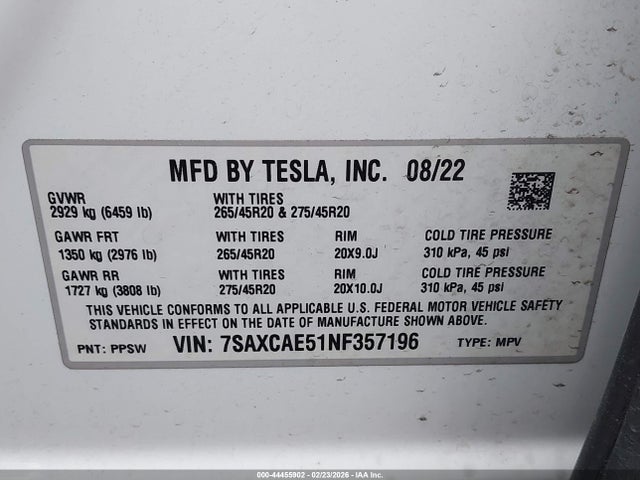 MFD BY TESLA, INC. 08/22
GVWR WITH TIRES
2929 kg (6459 lb) 265/45R20 & 275/45R20
GAWR FRT WITH TIRES RIM COLD TIRE PRESSURE
1350 kg (2976 lb) 265/45R20 20X9.0J 310 kPa, 45 psi
GAWR RR WITH TIRES RIM COLD TIRE PRESSURE
1727 kg (3808 lb) 275/45R20 20X10.0J 310 kPa, 45 psi
THIS VEHICLE CONFORMS TO ALL APPLICABLE U.S. FEDERAL MOTOR VEHICLE SAFETY
STANDARDS IN EFFECT ON THE DATE OF MANUFACTURE SHOWN ABOVE.
PNT: PPSW VIN: 7SAXCAE51NF357196 TYPE: MPV
000-44455902 - 02/23/2026 - IAAI.COM